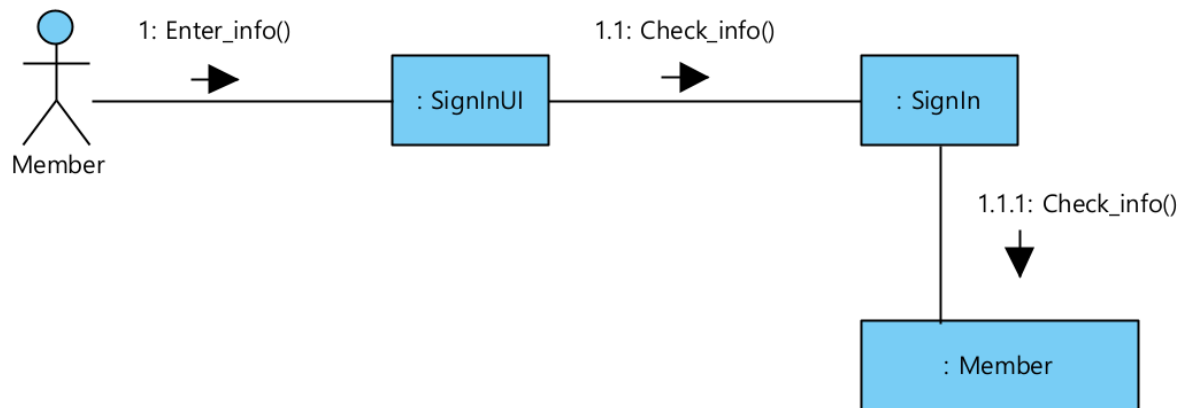 1: Enter_info()
1.1: Check_info()
: SignInUI
: SignIn
Member
1.1.1: Check_info()
: Member